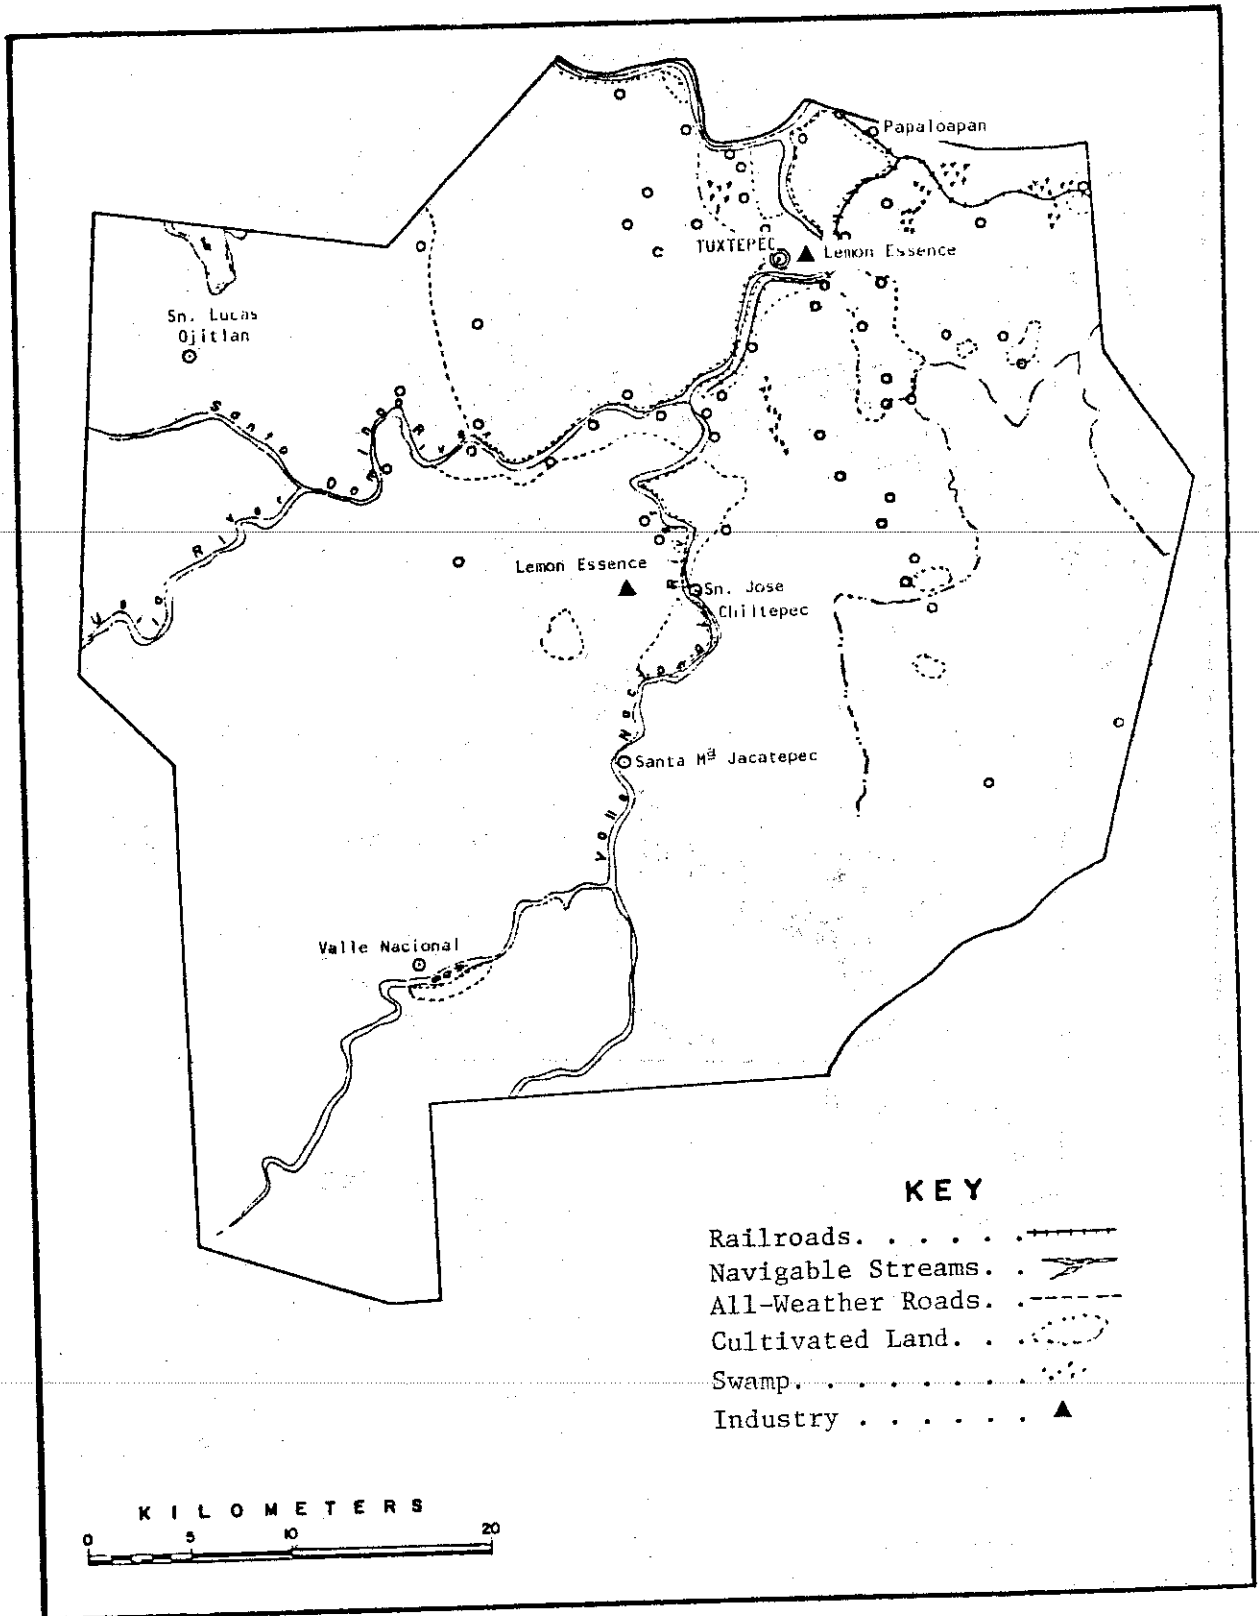 Papaloapan
TUXTEPEC
Lemon Essence
Sn. Lucas
Ojitlan
Santo Domingo River
Usila River
Lemon Essence
Sn. Jose
Chiltepec
Santa Mª Jacatepec
Valle Nacional River
Valle Nacional
KEY
Railroads. . . . . .
Navigable Streams. .
All-Weather Roads. .
Cultivated Land. . .
Swamp. . . . . . . .
Industry . . . . . .
KILOMETERS
0 5 10 20